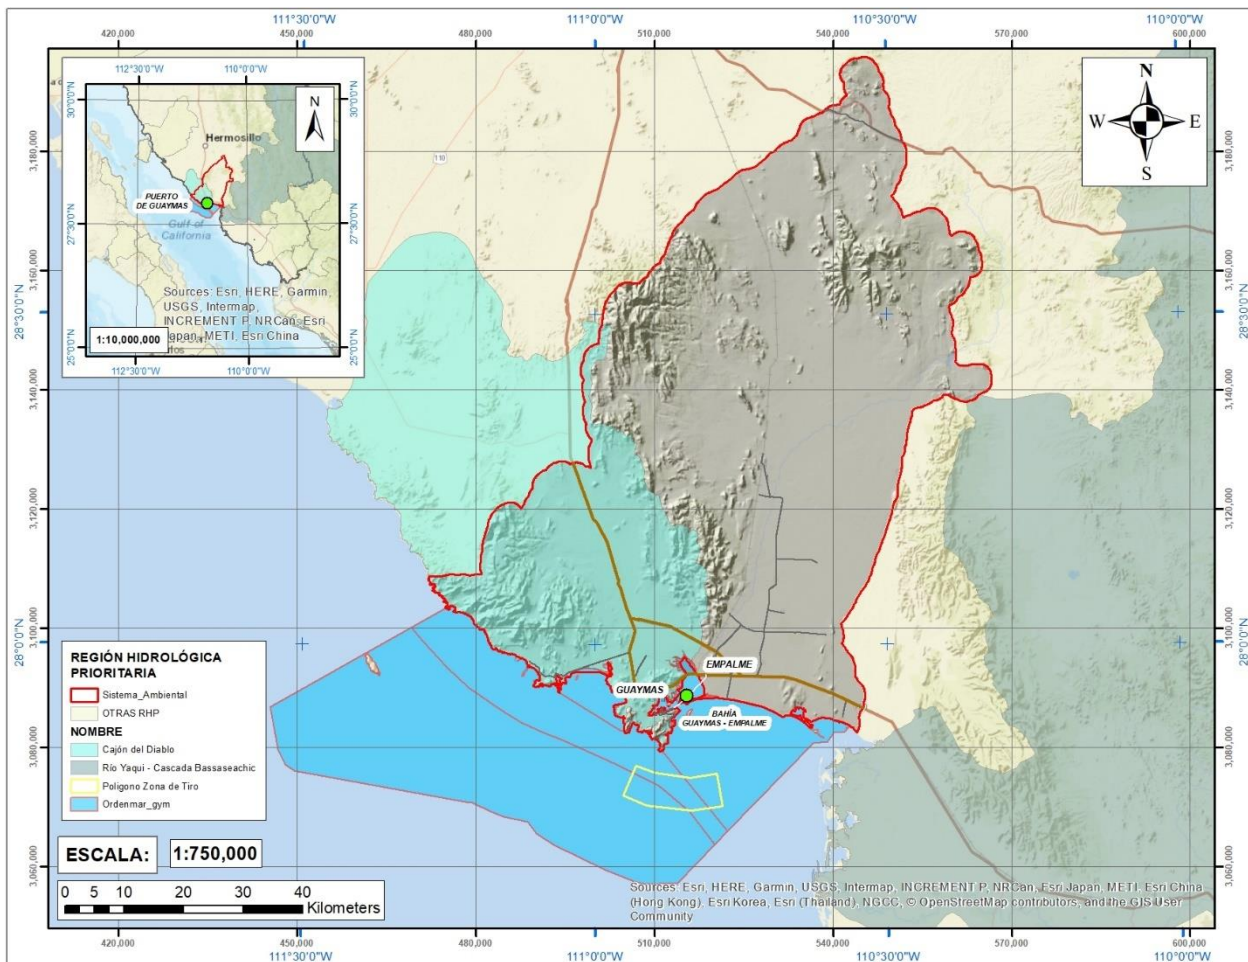 111°30'0"W
111°0'0"W
110°30'0"W
110°0'0"W
420,000
450,000
480,000
510,000
540,000
570,000
600,000
112°30'0"W
110°0'0"W
30°0'0"N
27°30'0"N
25°0'0"N
30°0'0"N
27°30'0"N
25°0'0"N
N
Hermosillo
PUERTO
DE GUAYMAS
Gulf of
California
Sources: Esri, HERE, Garmin,
USGS, Intermap,
INCREMENT P, NRCan, Esri
Japan, METI, Esri China
1:10,000,000
112°30'0"W
110°0'0"W
N
W
E
S
110
3,180,000
3,160,000
3,140,000
3,120,000
3,100,000
3,080,000
3,060,000
28°30'0"N
28°0'0"N
3,180,000
3,160,000
3,140,000
3,120,000
3,100,000
3,080,000
3,060,000
28°30'0"N
28°0'0"N
EMPALME
GUAYMAS
BAHÍA
GUAYMAS - EMPALME
REGIÓN HIDROLÓGICA
PRIORITARIA
Sistema_Ambiental
OTRAS RHP
NOMBRE
Cajón del Diablo
Río Yaqui - Cascada Bassaseachic
Poligono Zona de Tiro
Ordenmar_gym
ESCALA:
1:750,000
0 5 10 20 30 40
Kilometers
Sources: Esri, HERE, Garmin, USGS, Intermap, INCREMENT P, NRCan, Esri Japan, METI, Esri China
(Hong Kong), Esri Korea, Esri (Thailand), NGCC, © OpenStreetMap contributors, and the GIS User
Community
420,000
450,000
480,000
510,000
540,000
570,000
600,000
111°30'0"W
111°0'0"W
110°30'0"W
110°0'0"W